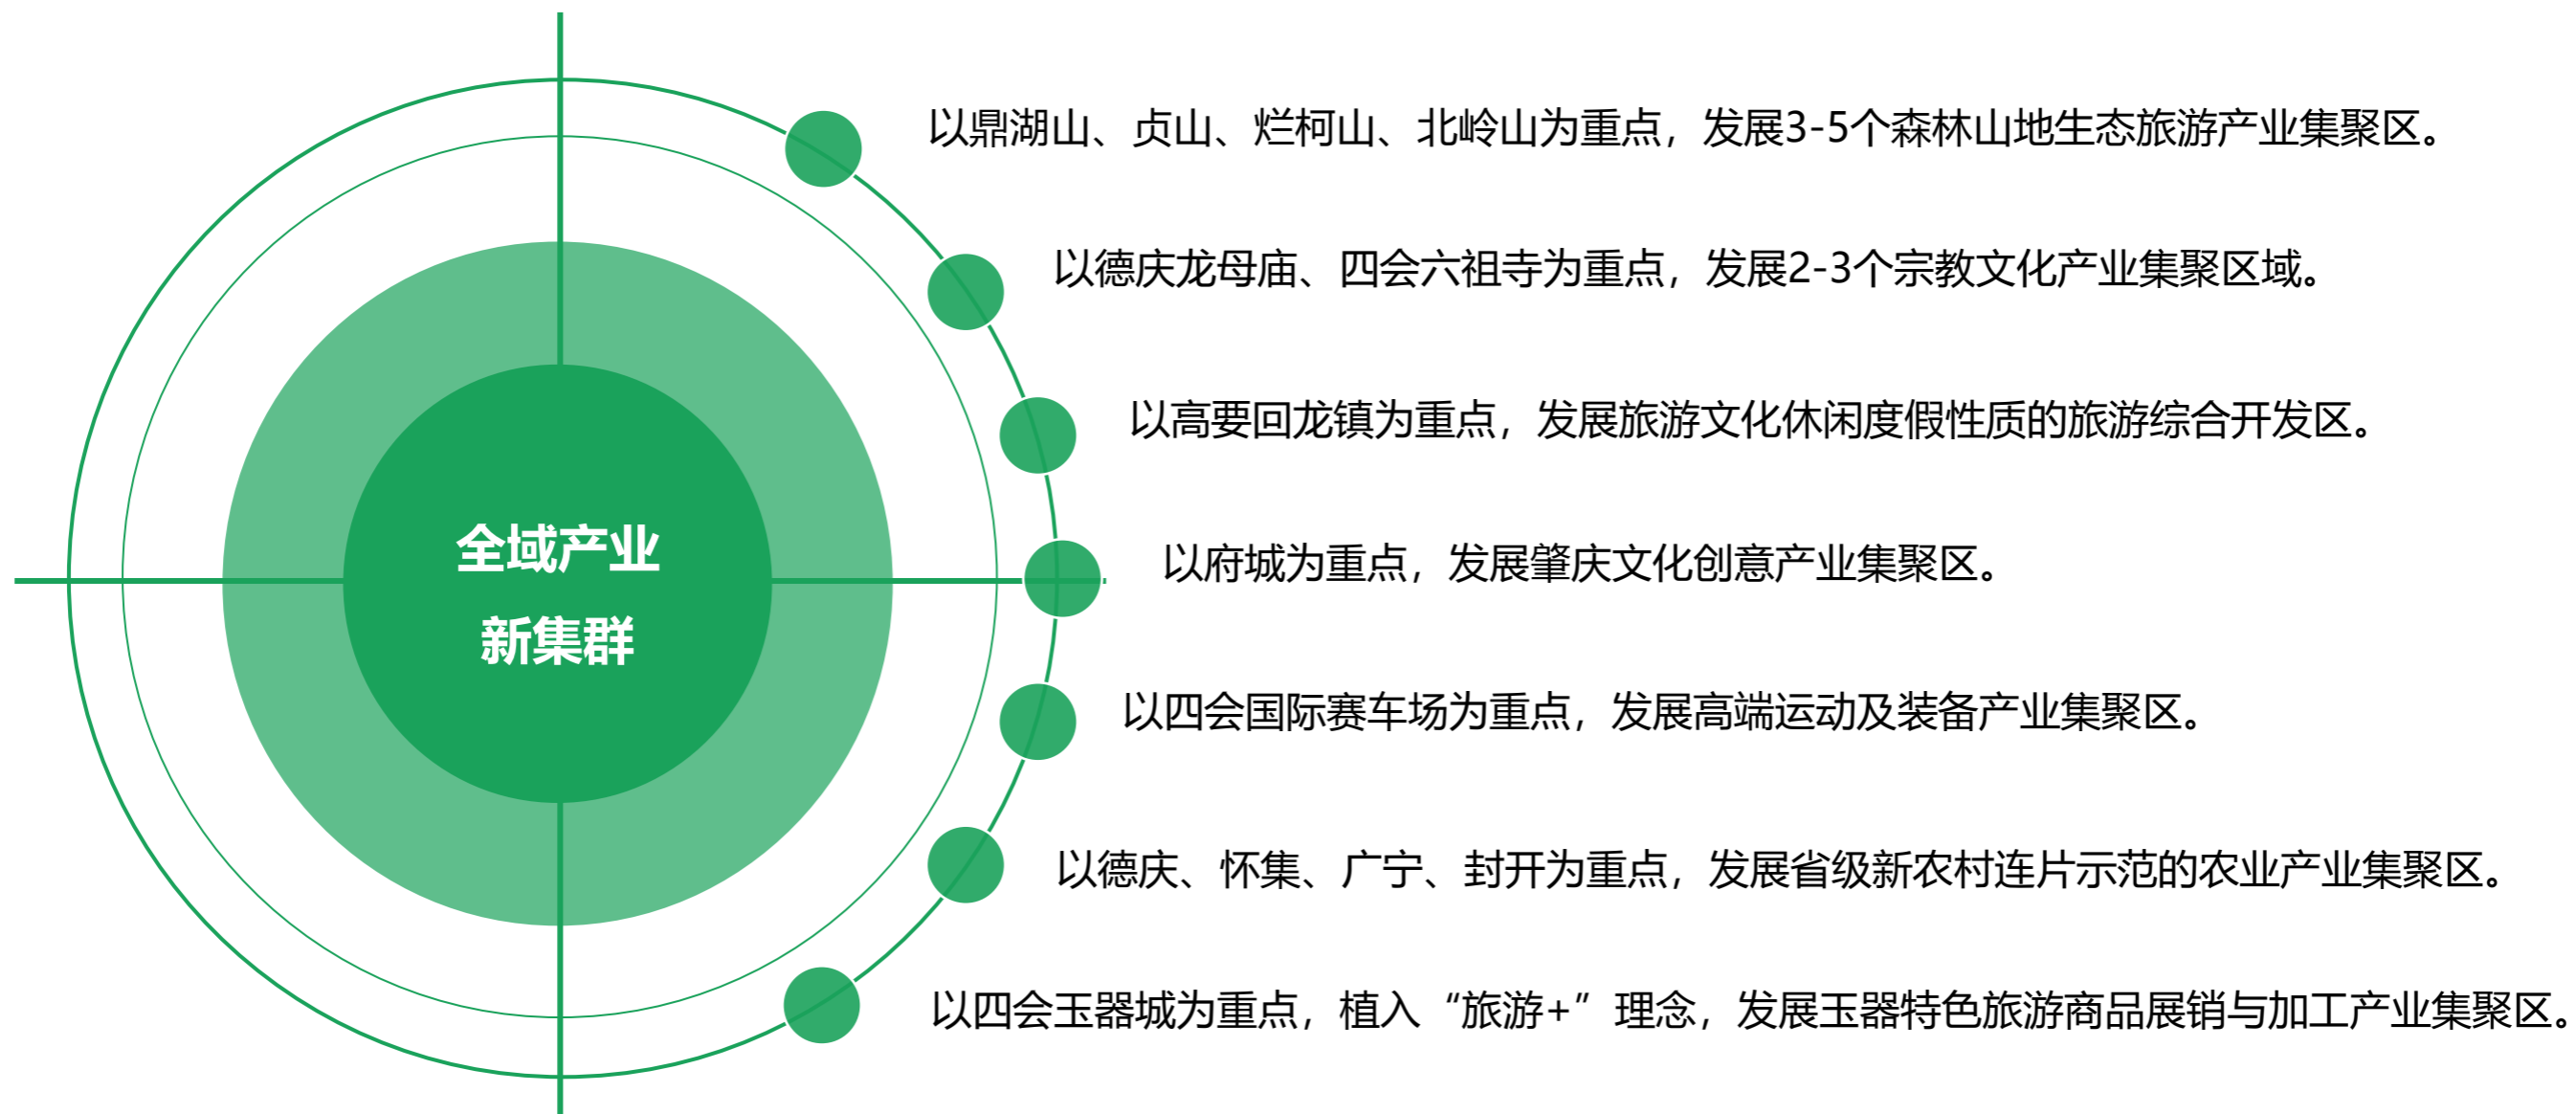 全域产业
新集群
以鼎湖山、贞山、烂柯山、北岭山为重点，发展3-5个森林山地生态旅游产业集聚区。
以德庆龙母庙、四会六祖寺为重点，发展2-3个宗教文化产业集聚区域。
以高要回龙镇为重点，发展旅游文化休闲度假性质的旅游综合开发区。
以府城为重点，发展肇庆文化创意产业集聚区。
以四会国际赛车场为重点，发展高端运动及装备产业集聚区。
以德庆、怀集、广宁、封开为重点，发展省级新农村连片示范的农业产业集聚区。
以四会玉器城为重点，植入“旅游+”理念，发展玉器特色旅游商品展销与加工产业集聚区。